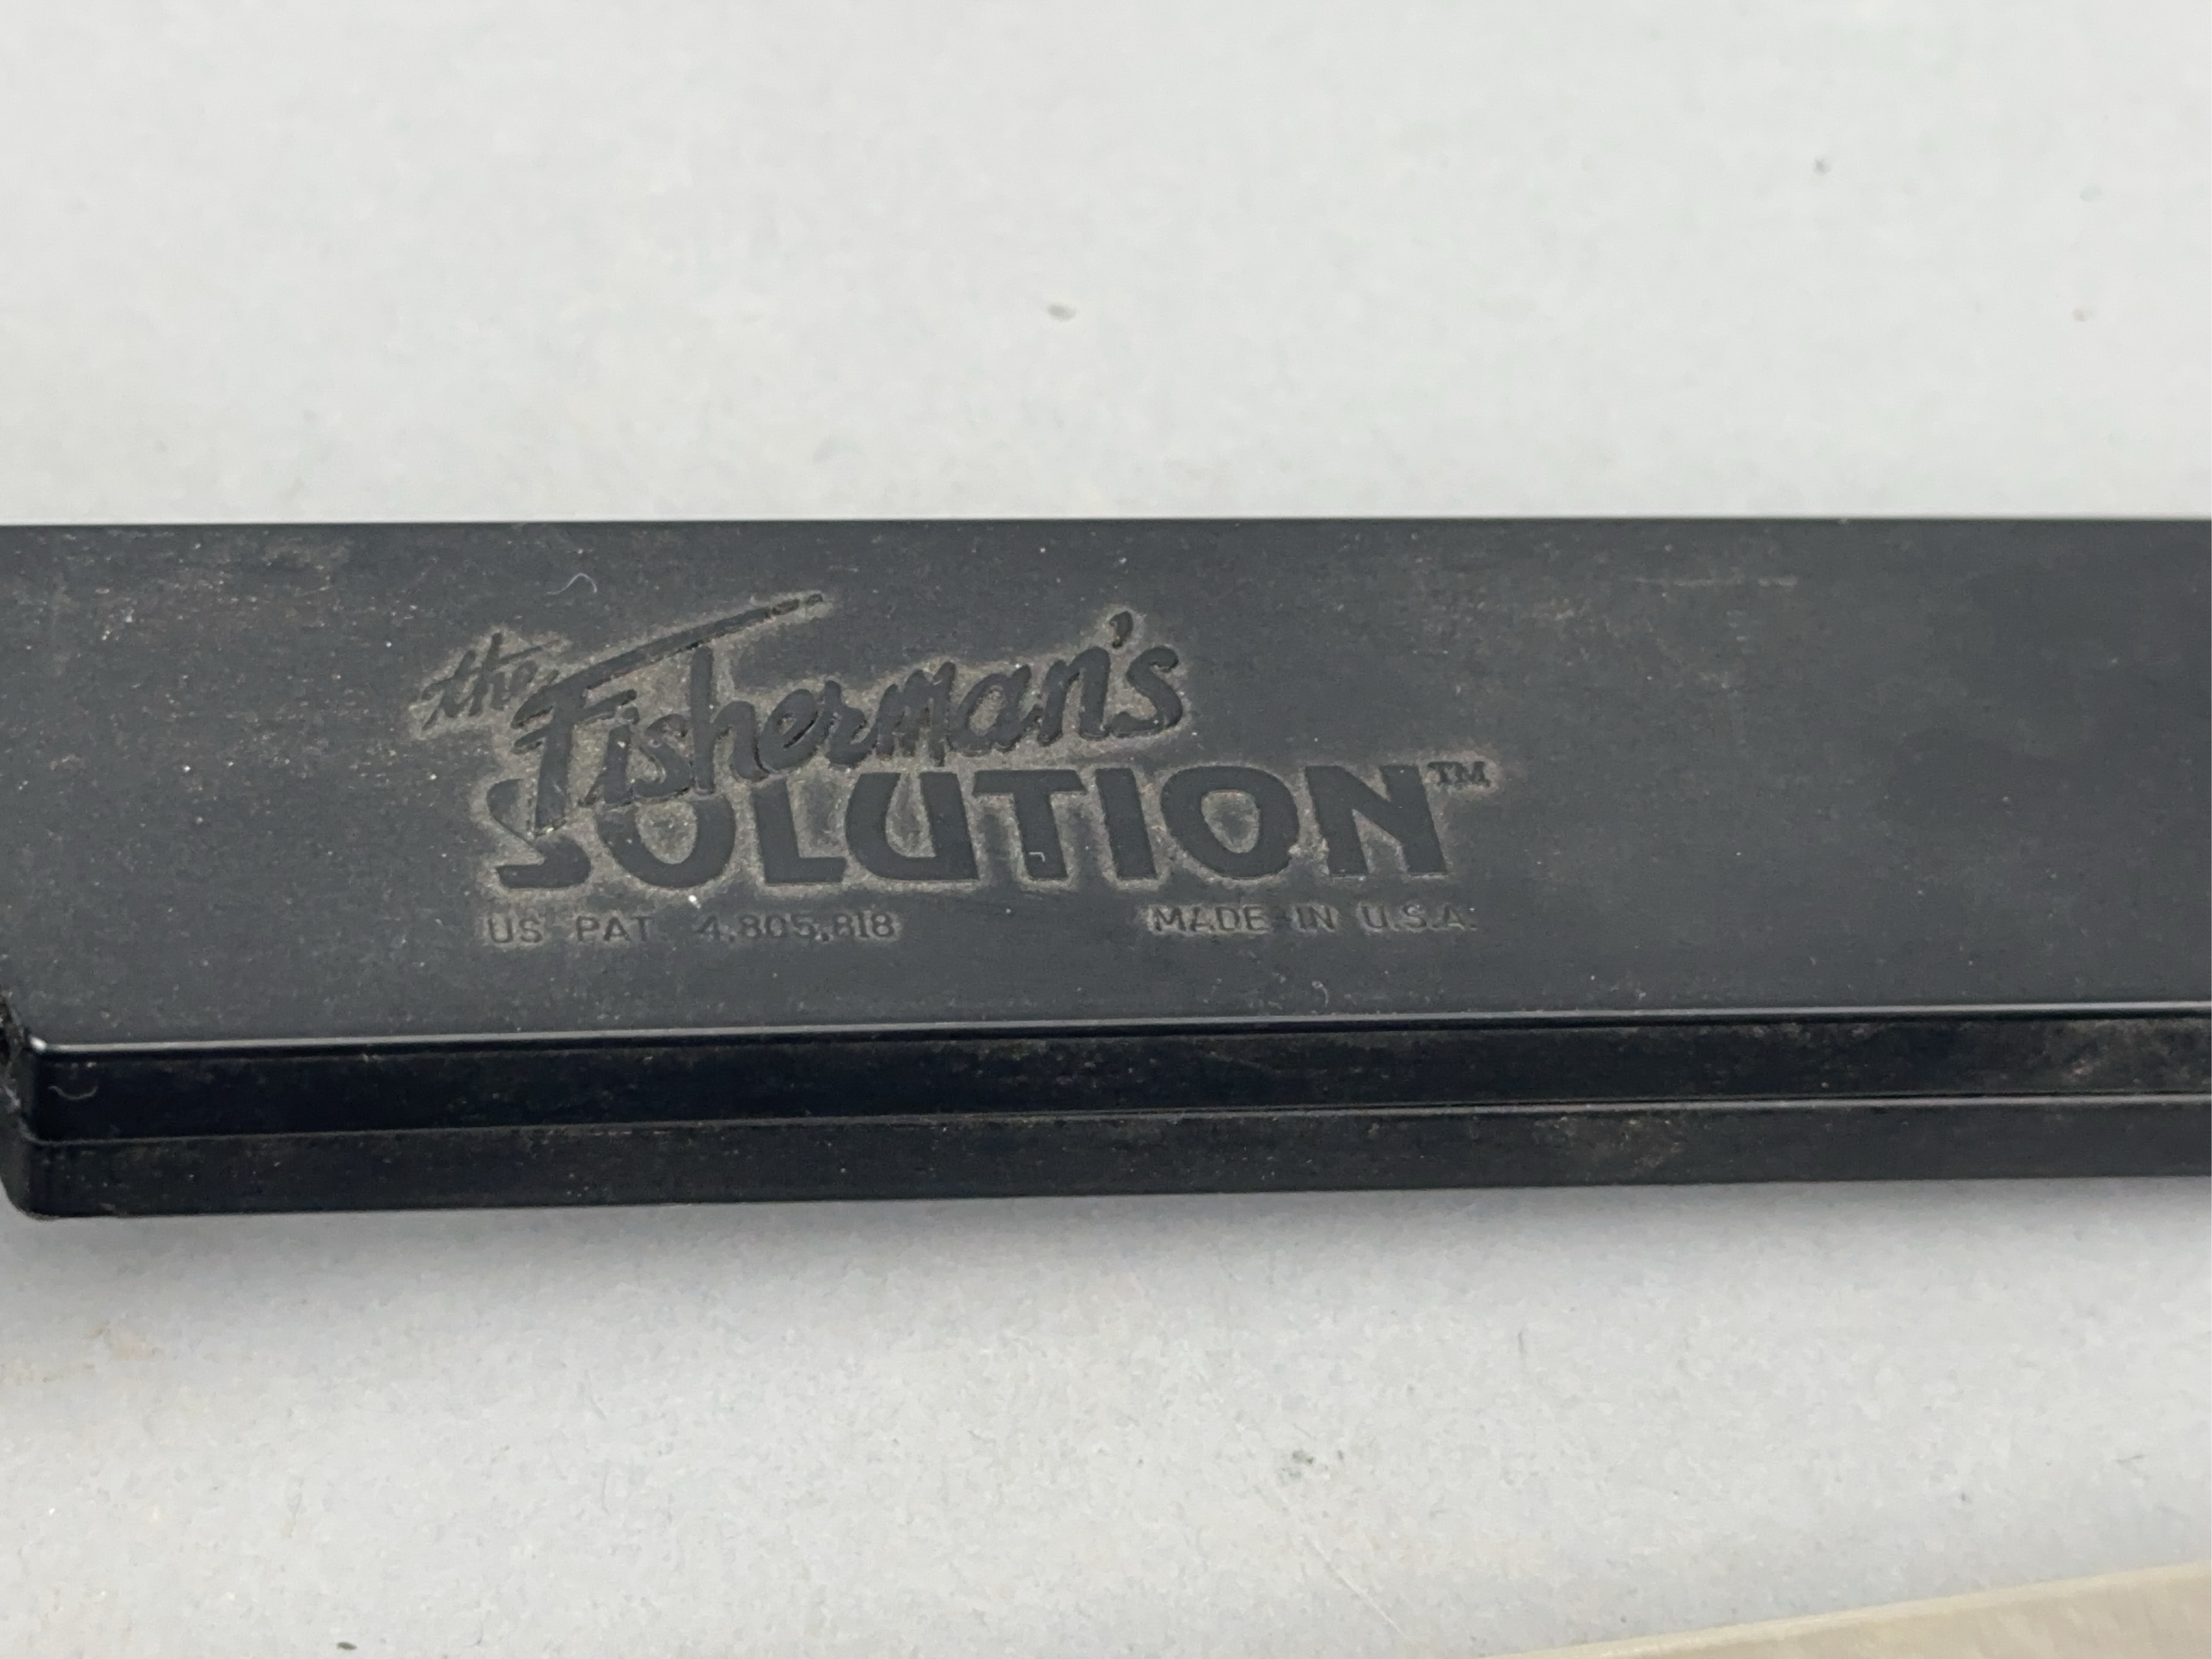 the Fisherman's
SOLUTION™
US PAT. 4,805,818 MADE IN U.S.A.